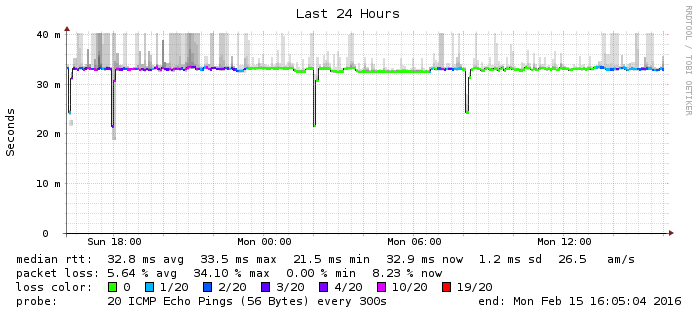 Last 24 Hours
RRDTOOL / TOBI OETIKER
Seconds
40 m
30 m
20 m
10 m
0
Sun 18:00 Mon 00:00 Mon 06:00 Mon 12:00
median rtt: 32.8 ms avg 33.5 ms max 21.5 ms min 32.9 ms now 1.2 ms sd 26.5 am/s
packet loss: 5.64 % avg 34.10 % max 0.00 % min 8.23 % now
loss color: 0 1/20 2/20 3/20 4/20 10/20 19/20
probe: 20 ICMP Echo Pings (56 Bytes) every 300s end: Mon Feb 15 16:05:04 2016